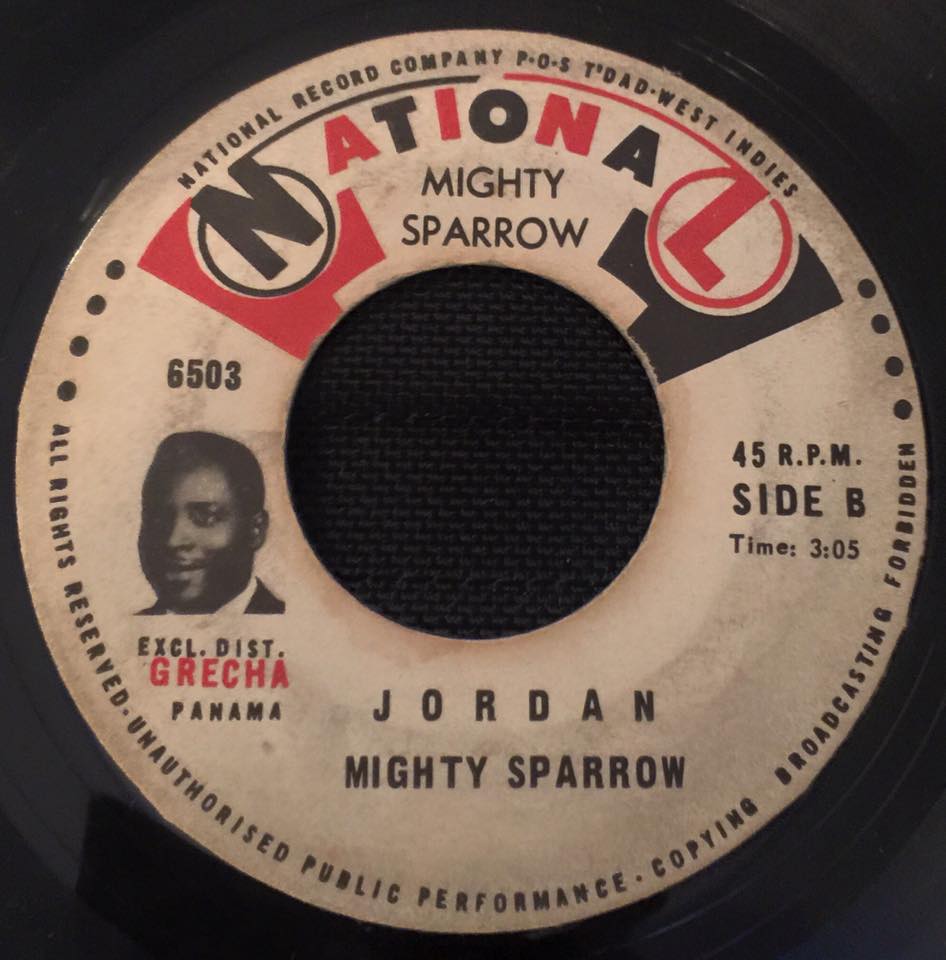 NATIONAL RECORD COMPANY P·O·S T'DAD·WEST INDIES
NATIONAL
MIGHTY
SPARROW
6503
45 R.P.M.
SIDE B
Time: 3:05
EXCL. DIST.
GRECHA
PANAMA
JORDAN
MIGHTY SPARROW
ALL RIGHTS RESERVED·UNAUTHORISED PUBLIC PERFORMANCE·COPYING BROADCASTING FORBIDDEN